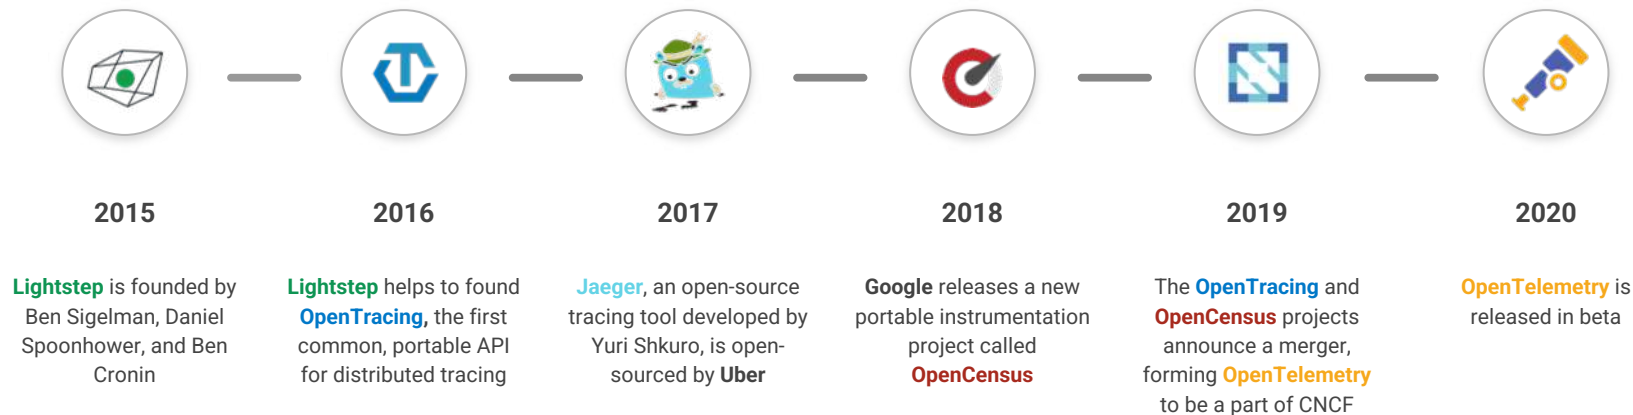 2015
Lightstep is founded by
Ben Sigelman, Daniel
Spoonhower, and Ben
Cronin
2016
Lightstep helps to found
OpenTracing, the first
common, portable API
for distributed tracing
2017
Jaeger, an open-source
tracing tool developed by
Yuri Shkuro, is open-
sourced by Uber
2018
Google releases a new
portable instrumentation
project called
OpenCensus
2019
The OpenTracing and
OpenCensus projects
announce a merger,
forming OpenTelemetry
to be a part of CNCF
2020
OpenTelemetry is
released in beta